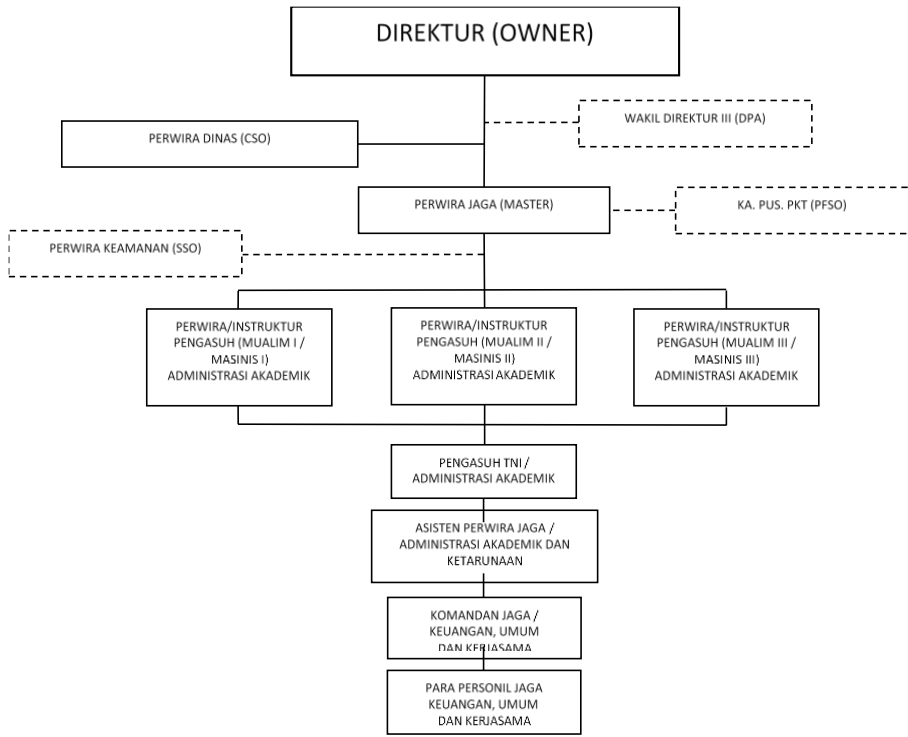 DIREKTUR (OWNER)
WAKIL DIREKTUR III (DPA)
PERWIRA DINAS (CSO)
PERWIRA JAGA (MASTER)
KA. PUS. PKT (PFSO)
PERWIRA KEAMANAN (SSO)
PERWIRA/INSTRUKTUR
PENGASUH (MUALIM I /
MASINIS I)
ADMINISTRASI AKADEMIK
PERWIRA/INSTRUKTUR
PENGASUH (MUALIM II /
MASINIS II)
ADMINISTRASI AKADEMIK
PERWIRA/INSTRUKTUR
PENGASUH (MUALIM III /
MASINIS III)
ADMINISTRASI AKADEMIK
PENGASUH TNI /
ADMINISTRASI AKADEMIK
ASISTEN PERWIRA JAGA /
ADMINISTRASI AKADEMIK DAN
KETARUNAAN
KOMANDAN JAGA /
KEUANGAN, UMUM
DAN KERJASAMA
PARA PERSONIL JAGA
KEUANGAN, UMUM
DAN KERJASAMA